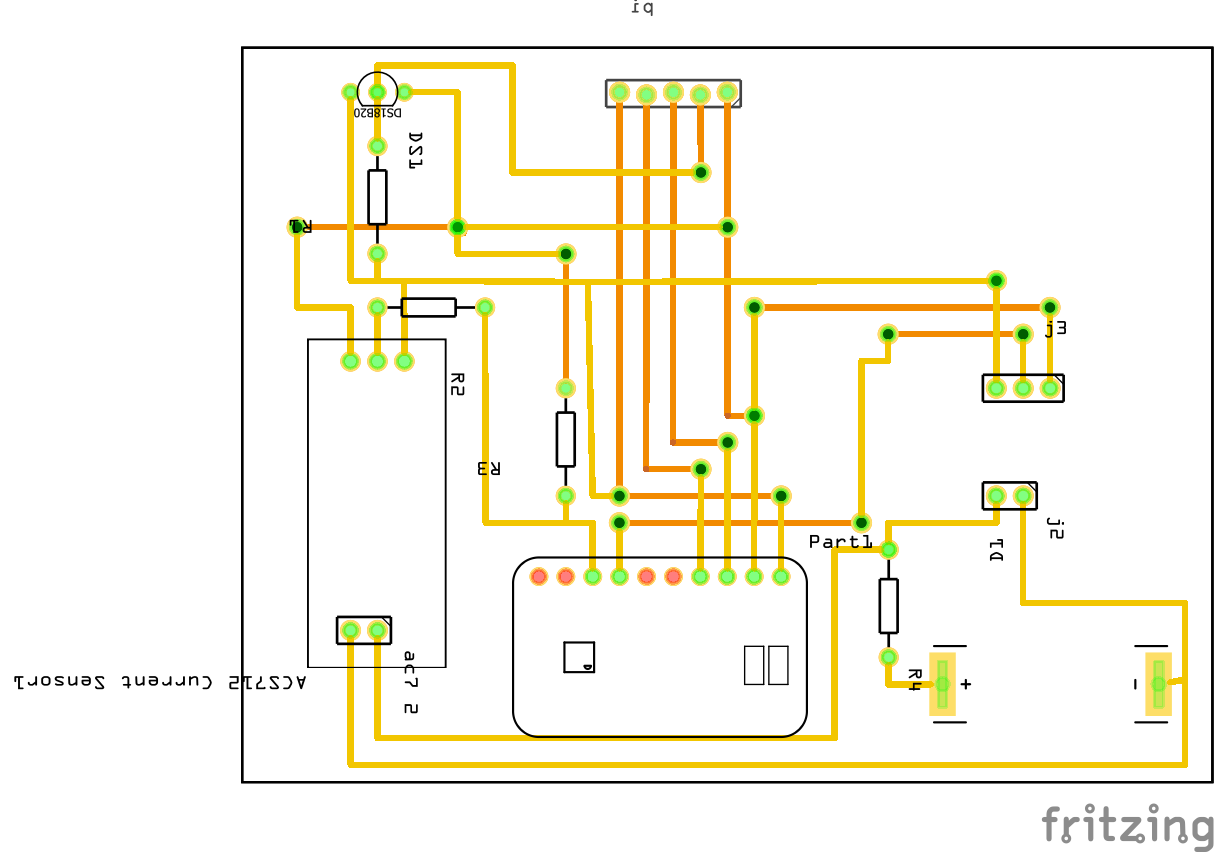 pi
DS18B20
DS1
R1
j3
R2
R3
Part1
D1
j2
D
ac7 2
R4
+
-
ACS712 Current Sensor1
fritzing